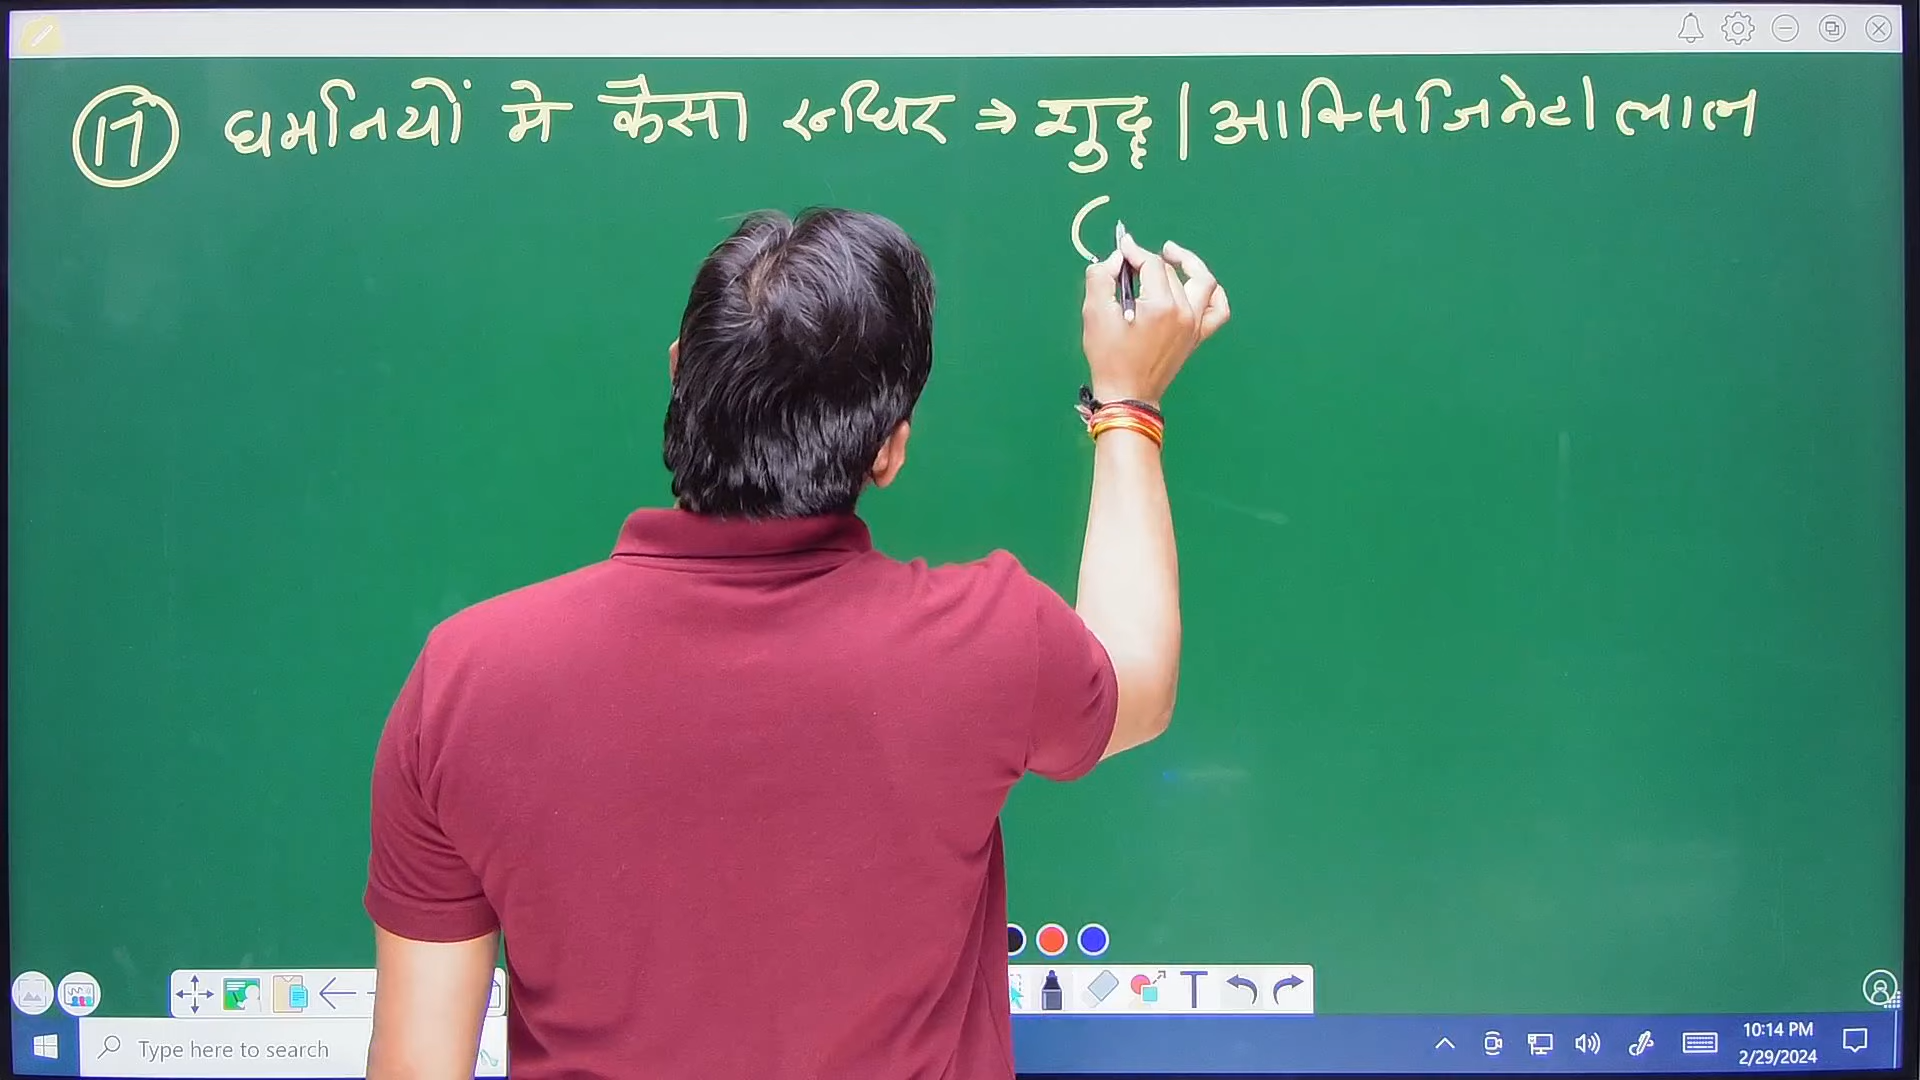 17 धमनियों मे कैसा रूधिर ⇒ शुद्ध | आक्सिजिनेटेड लाल
(
T
Type here to search
10:14 PM
2/29/2024